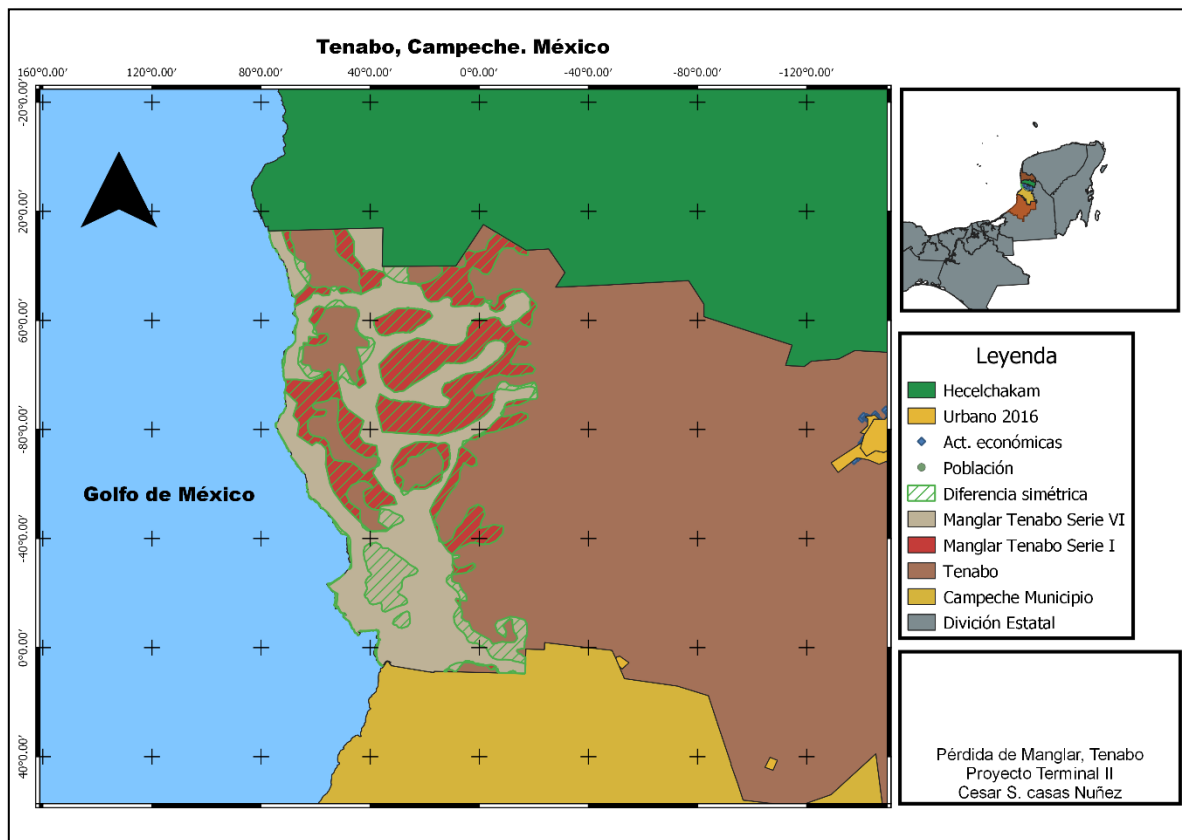 Tenabo, Campeche. México
160°0.00' 120°0.00' 80°0.00' 40°0.00' 0°0.00' -40°0.00' -80°0.00' -120°0.00'
-20°0.00'
20°0.00'
60°0.00'
-80°0.00'
-40°0.00'
0°0.00'
40°0.00'
Golfo de México
Leyenda
Hecelchakam
Urbano 2016
Act. económicas
Población
Diferencia simétrica
Manglar Tenabo Serie VI
Manglar Tenabo Serie I
Tenabo
Campeche Municipio
División Estatal
Pérdida de Manglar, Tenabo
Proyecto Terminal II
Cesar S. casas Nuñez